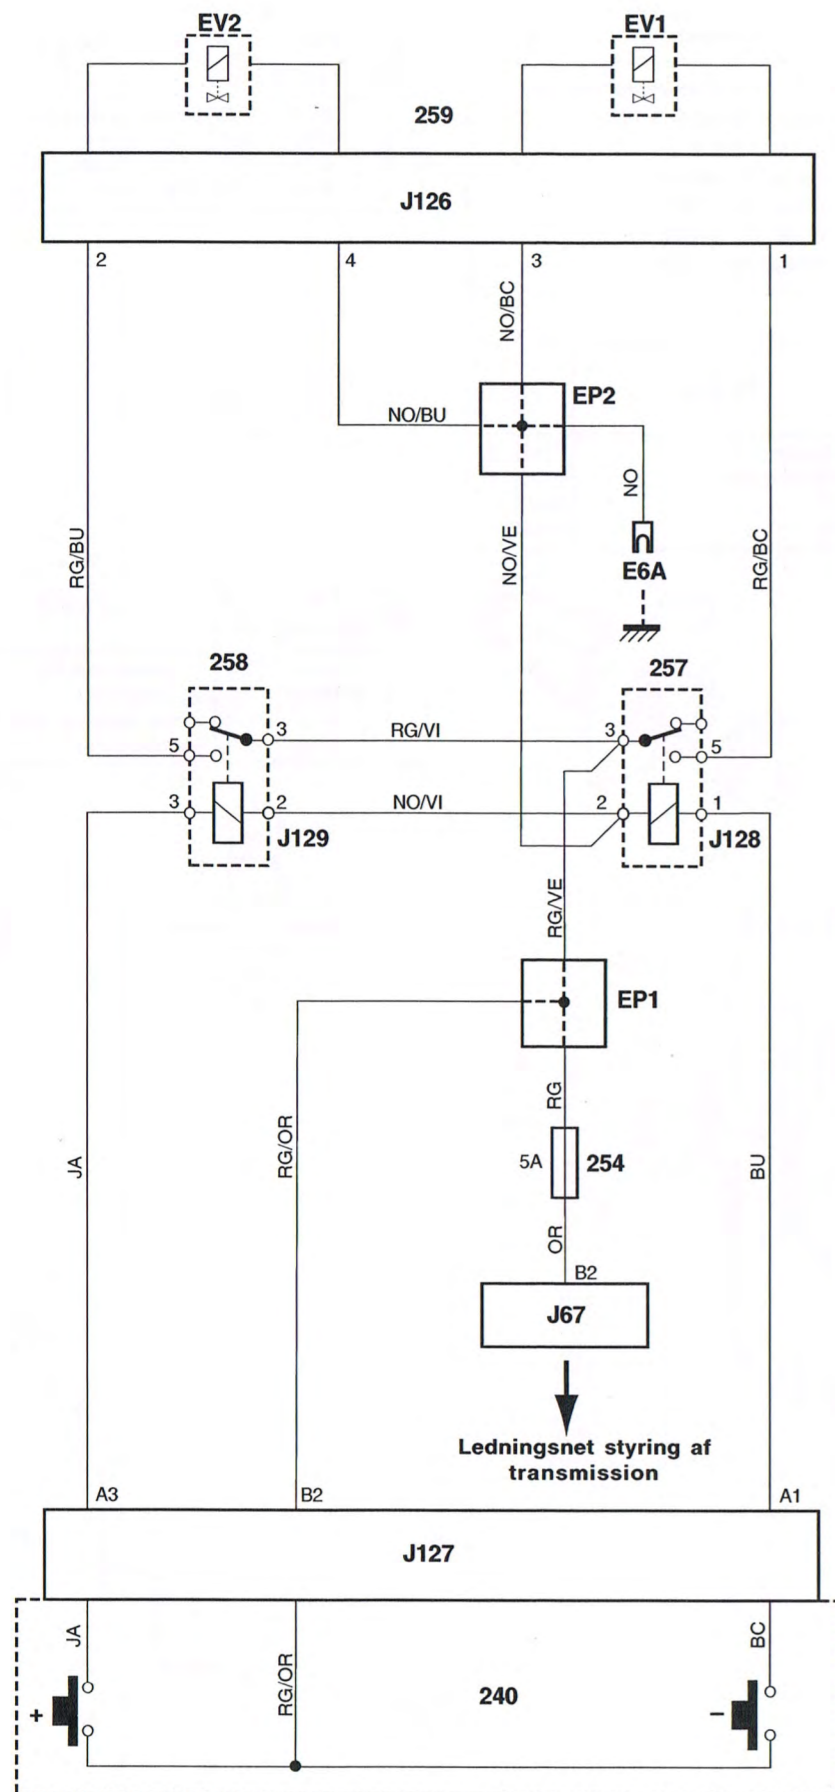 EV2
EV1
259
J126
2
4
3
1
NO/BC
EP2
NO/BU
NO
RG/BU
NO/VE
E6A
RG/BC
258
257
3
RG/VI
3
5
5
3
2
NO/VI
2
1
J129
J128
RG/VE
EP1
RG
RG/OR
JA
5A
254
BU
OR
B2
J67
Ledningsnet styring af
transmission
A3
B2
A1
J127
JA
BC
RG/OR
240
+
−